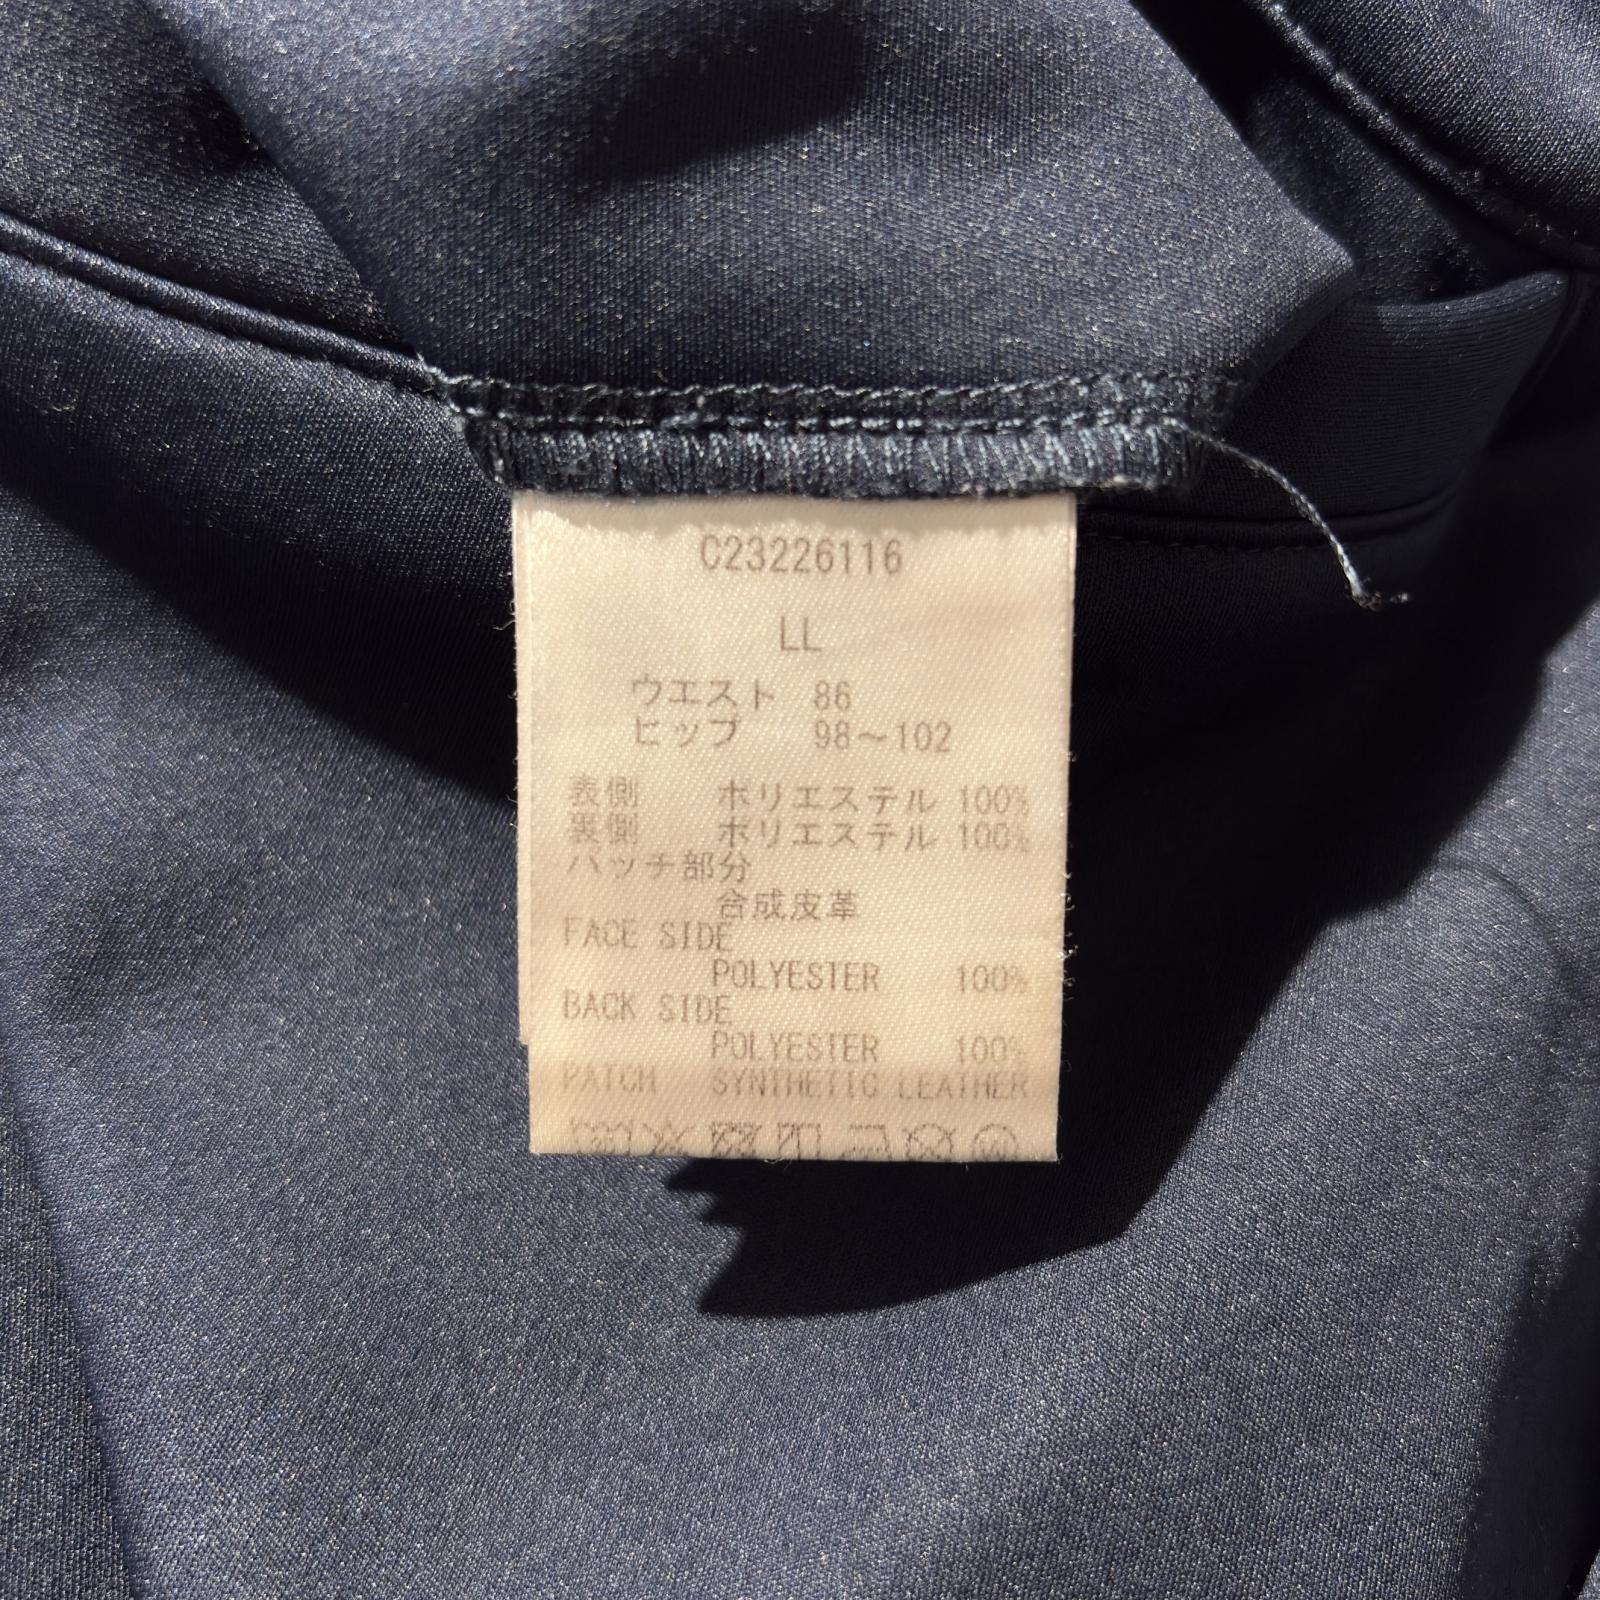 C23226116
LL
ウエスト 86
ヒップ 98～102
表側 ポリエステル 100%
裏側 ポリエステル 100%
パッチ部分
合成皮革
FACE SIDE
POLYESTER 100%
BACK SIDE
POLYESTER 100%
PATCH SYNTHETIC LEATHER